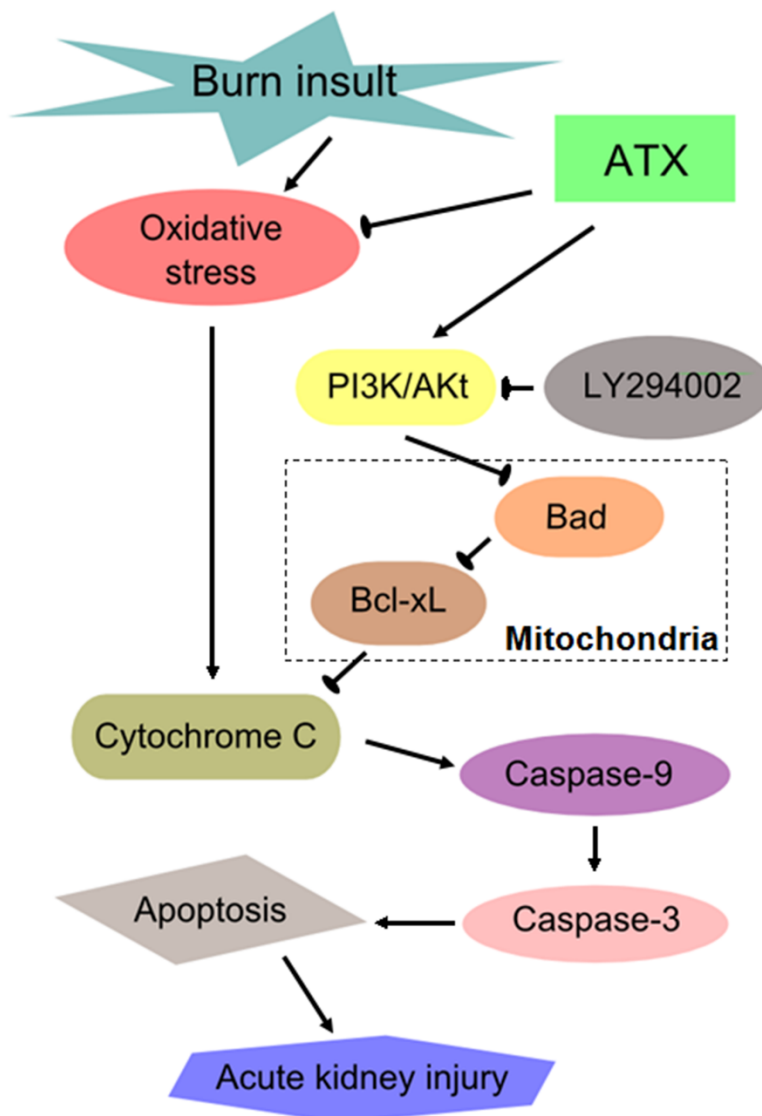 Burn insult
ATX
Oxidative
stress
PI3K/AKt
LY294002
Bad
Bcl-xL
Mitochondria
Cytochrome C
Caspase-9
Apoptosis
Caspase-3
Acute kidney injury